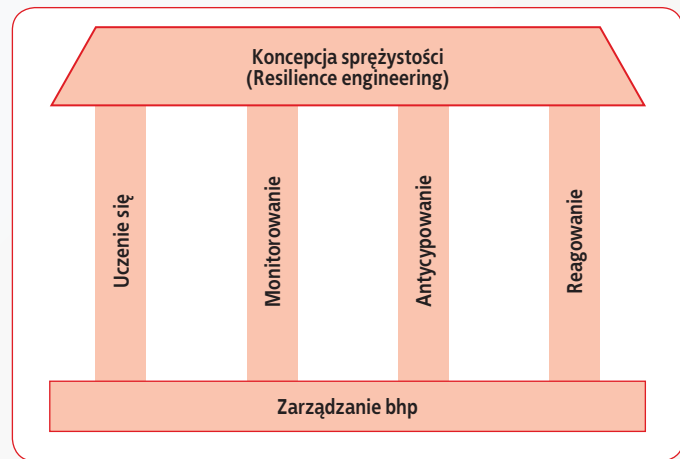 Koncepcja sprężystości
(Resilience engineering)
Uczenie się
Monitorowanie
Antycypowanie
Reagowanie
Zarządzanie bhp